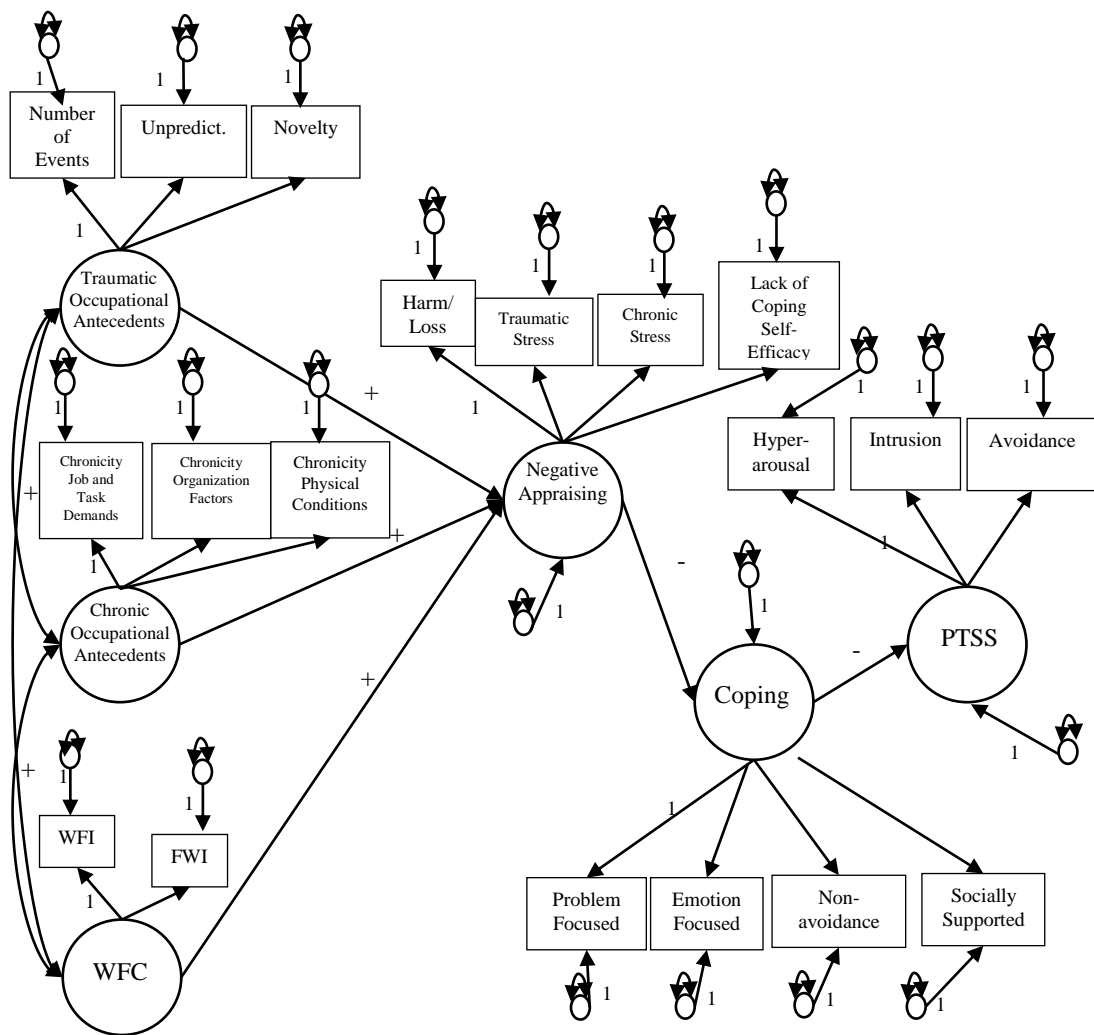 1
1
1
Number
of
Events
Unpredict.
Novelty
1
Traumatic
Occupational
Antecedents
1
1
1
1
Harm/
Loss
Traumatic
Stress
Chronic
Stress
Lack of
Coping
Self-
Efficacy
1
+
1
1
1
Chronicity
Job and
Task
Demands
Chronicity
Organization
Factors
Chronicity
Physical
Conditions
1
1
1
Hyper-
arousal
Intrusion
Avoidance
+
+
1
Chronic
Occupational
Antecedents
Negative
Appraising
1
1
-
1
Coping
-
PTSS
1
+
+
1
1
WFI
FWI
1
WFC
1
Problem
Focused
Emotion
Focused
Non-
avoidance
Socially
Supported
1
1
1
1